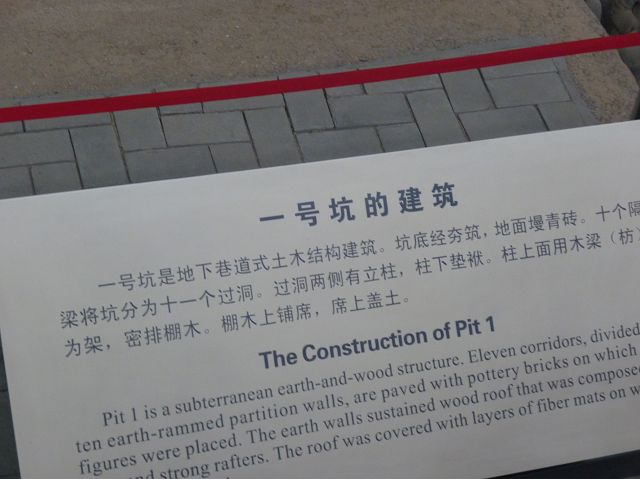 一号坑的建筑
一号坑是地下巷道式土木结构建筑。坑底经夯筑，地面墁青砖。十个隔
梁将坑分为十一个过洞。过洞两侧有立柱，柱下垫袱。柱上面用木梁（枋）
为架，密排棚木。棚木上铺席，席上盖土。
The Construction of Pit 1
Pit 1 is a subterranean earth-and-wood structure. Eleven corridors, divided
ten earth-rammed partition walls, are paved with pottery bricks on which
figures were placed. The earth walls sustained wood roof that was composed
and strong rafters. The roof was covered with layers of fiber mats on